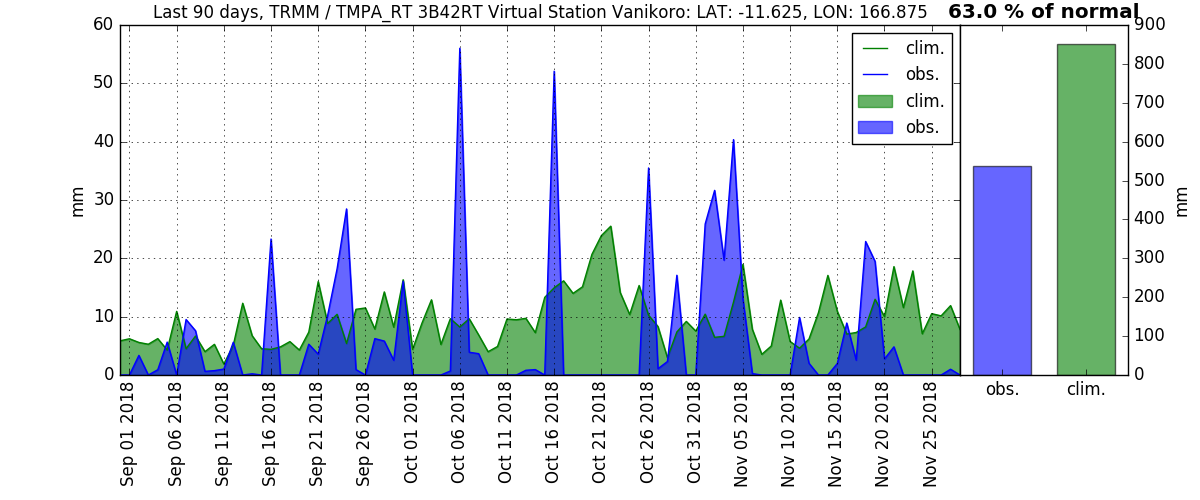 Last 90 days, TRMM / TMPA_RT 3B42RT Virtual Station Vanikoro: LAT: -11.625, LON: 166.875
63.0 % of normal
60
50
40
30
20
10
0
mm
clim.
obs.
clim.
obs.
Sep 01 2018
Sep 06 2018
Sep 11 2018
Sep 16 2018
Sep 21 2018
Sep 26 2018
Oct 01 2018
Oct 06 2018
Oct 11 2018
Oct 16 2018
Oct 21 2018
Oct 26 2018
Oct 31 2018
Nov 05 2018
Nov 10 2018
Nov 15 2018
Nov 20 2018
Nov 25 2018
900
800
700
600
500
400
300
200
100
0
mm
obs.
clim.